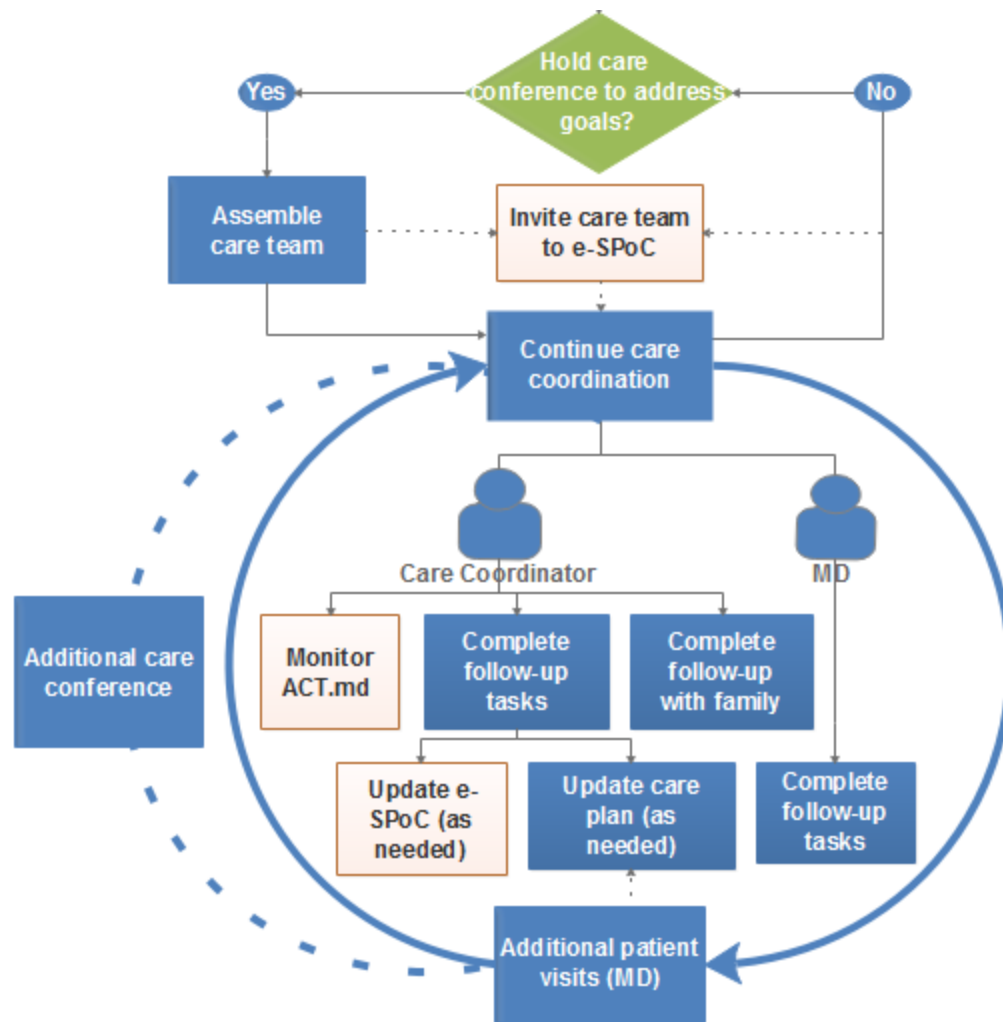 Hold care
conference to address
goals?
Yes
No
Assemble
care team
Invite care team
to e-SPoC
Continue care
coordination
Care Coordinator
MD
Additional care
conference
Monitor
ACT.md
Complete
follow-up
tasks
Complete
follow-up
with family
Update e-
SPoC (as
needed)
Update care
plan (as
needed)
Complete
follow-up
tasks
Additional patient
visits (MD)